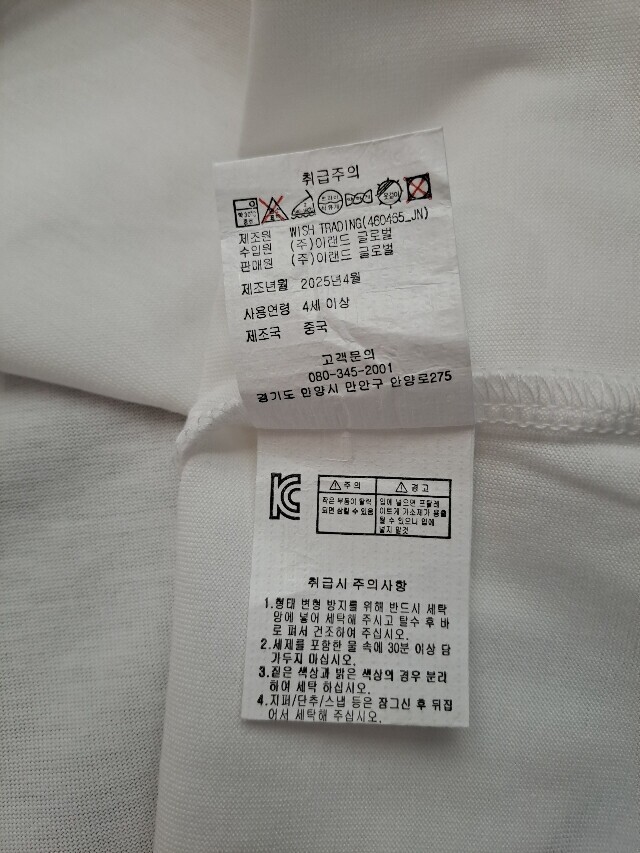 취급주의
제조원 WISH TRADING(460465_JN)
수입원 (주)이랜드 글로벌
판매원 (주)이랜드 글로벌
제조년월 2025년4월
사용연령 4세 이상
제조국 중국
고객문의
080-345-2001
경기도 안양시 만안구 안양로275
KC
주의
작은 부품이 함
되면 삼킬 수 있음
경고
입에 넣으면 프탈레
이트계 가소제가 용출
될 수 있으니 입에
넣지 말것
취급시 주의사항
1.형태 변형 방지를 위해 반드시 세탁
망에 넣어 세탁해 주시고 탈수 후 바
로 펴서 건조하여 주십시오.
2.세제를 포함한 물 속에 30분 이상 담
가두지 마십시오.
3.짙은 색상과 밝은 색상의 경우 분리
하여 세탁 하십시오.
4.지퍼/단추/스냅 등은 잠그신 후 뒤집
어서 세탁해 주십시오.